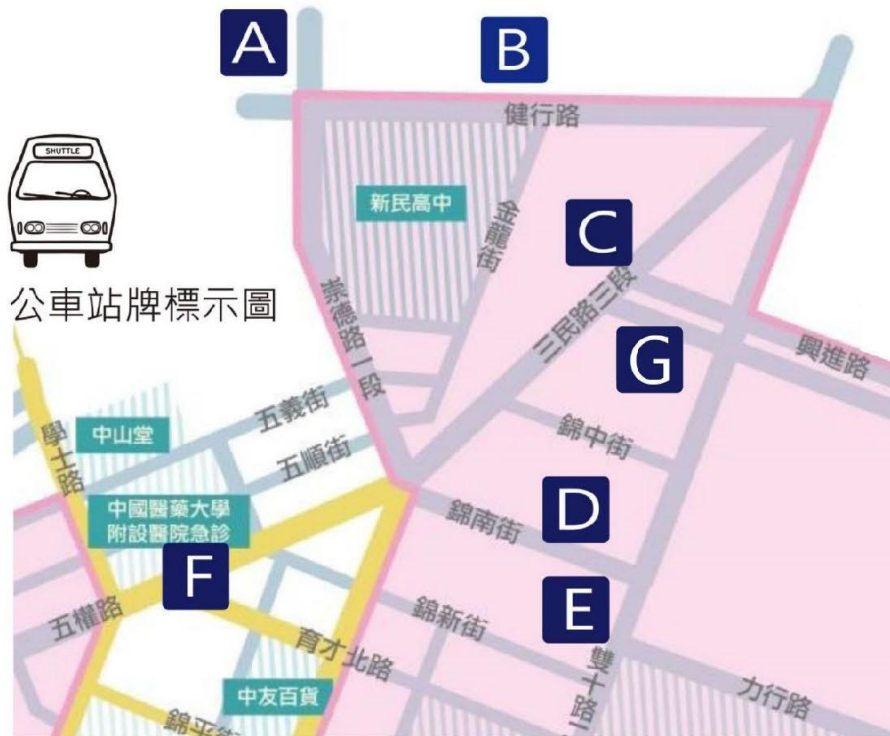 A
B
健行路
SHUTTLE
新民高中
金龍街
C
公車站牌標示圖
崇德路一段
三民路三段
G
興進路
五義街
中山堂
學士路
五順街
錦中街
中國醫藥大學
附設醫院急診
D
錦南街
F
E
五權路
錦新街
育才北路
雙十路一
力行路
中友百貨
錦平街